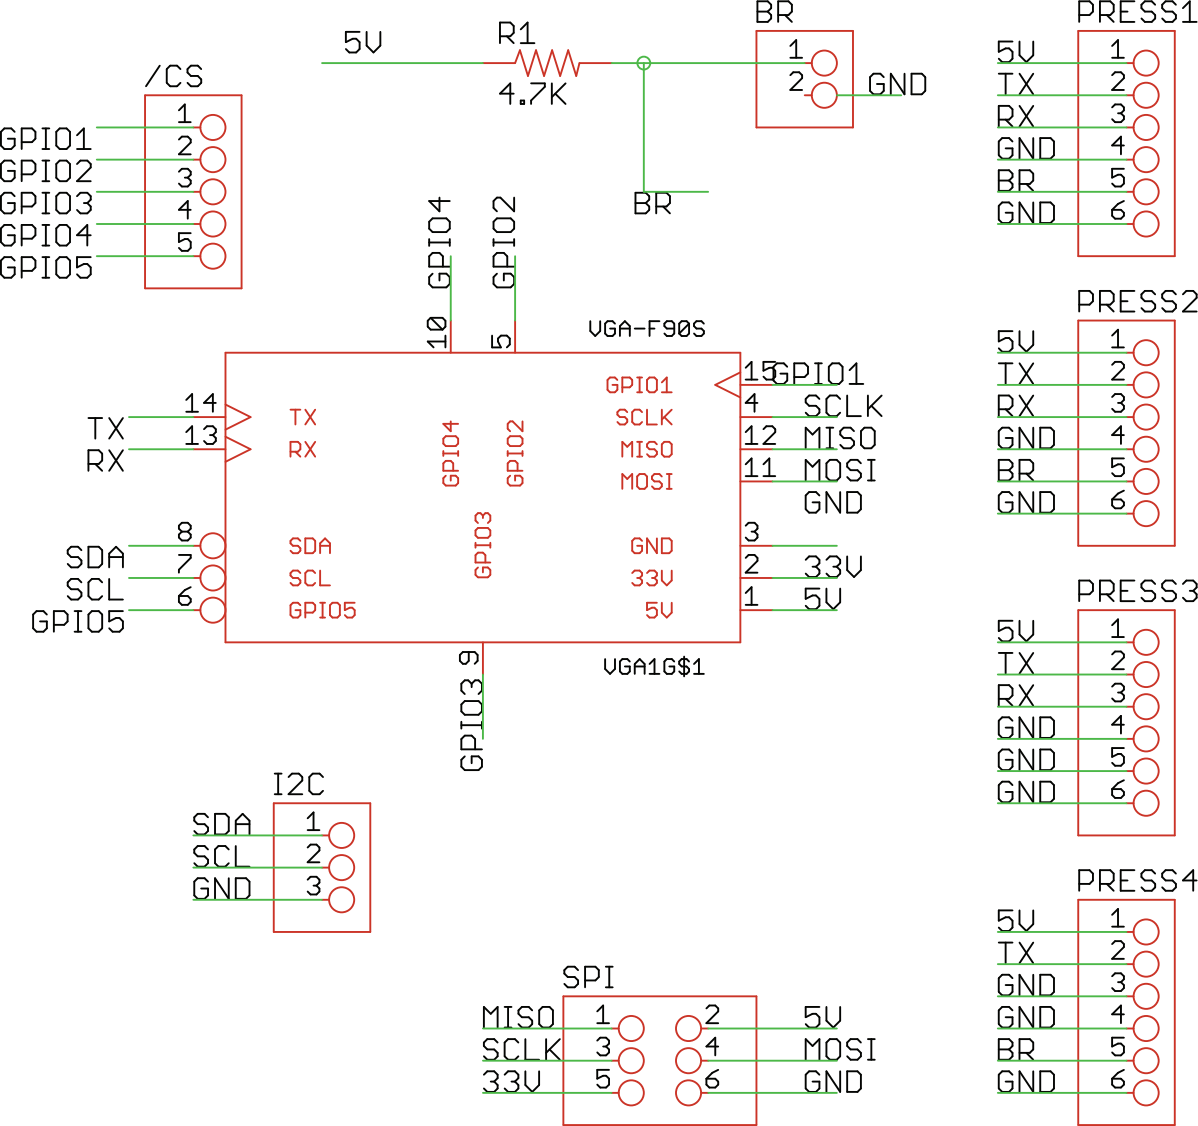 /CS
1
2
3
4
5
GPIO1
GPIO2
GPIO3
GPIO4
GPIO5
5V
R1
4.7K
BR
BR
1
2
GND
GPIO4
GPIO2
10
5
VGA-F90S
TX
RX
14
13
SDA
SCL
GPIO5
8
7
6
TX
RX
SDA
SCL
GPIO5
GPIO4
GPIO2
GPIO3
GPIO1
SCLK
MISO
MOSI
GND
33V
5V
15
4
12
11
3
2
1
GPIO1
SCLK
MISO
MOSI
GND
33V
5V
9
GPIO3
VGA1G$1
I2C
SDA 1
SCL 2
GND 3
SPI
MISO 1 2 5V
SCLK 3 4 MOSI
33V 5 6 GND
PRESS1
5V 1
TX 2
RX 3
GND 4
BR 5
GND 6
PRESS2
5V 1
TX 2
RX 3
GND 4
BR 5
GND 6
PRESS3
5V 1
TX 2
RX 3
GND 4
GND 5
GND 6
PRESS4
5V 1
TX 2
GND 3
GND 4
BR 5
GND 6